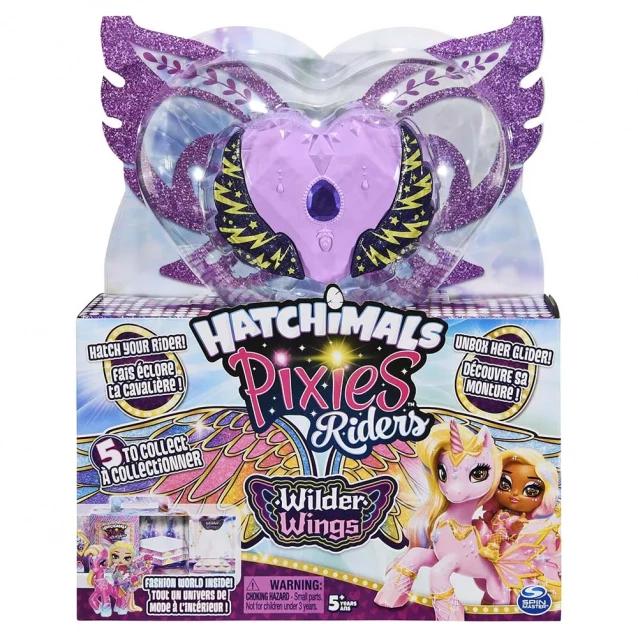 HATCHIMALS
PiXiES
Riders
TM
HatcH YouR RideR!
FaiS ÉcloRe
ta cavaliÈRe !
UNboX HeR GlideR!
DÉcouvRe Sa
MontuRe !
5 To collect
À collectionneR
Wilder
Wings
HATCHIMALS
FaSHion WoRld inSide!
Tout un univeRS de
Mode À l'intÉRieuR !
WARNING:
CHOKING HAZARD - Small parts.
Not for children under 3 years.
5+ YEARS
ANS
SPIN
MASTER